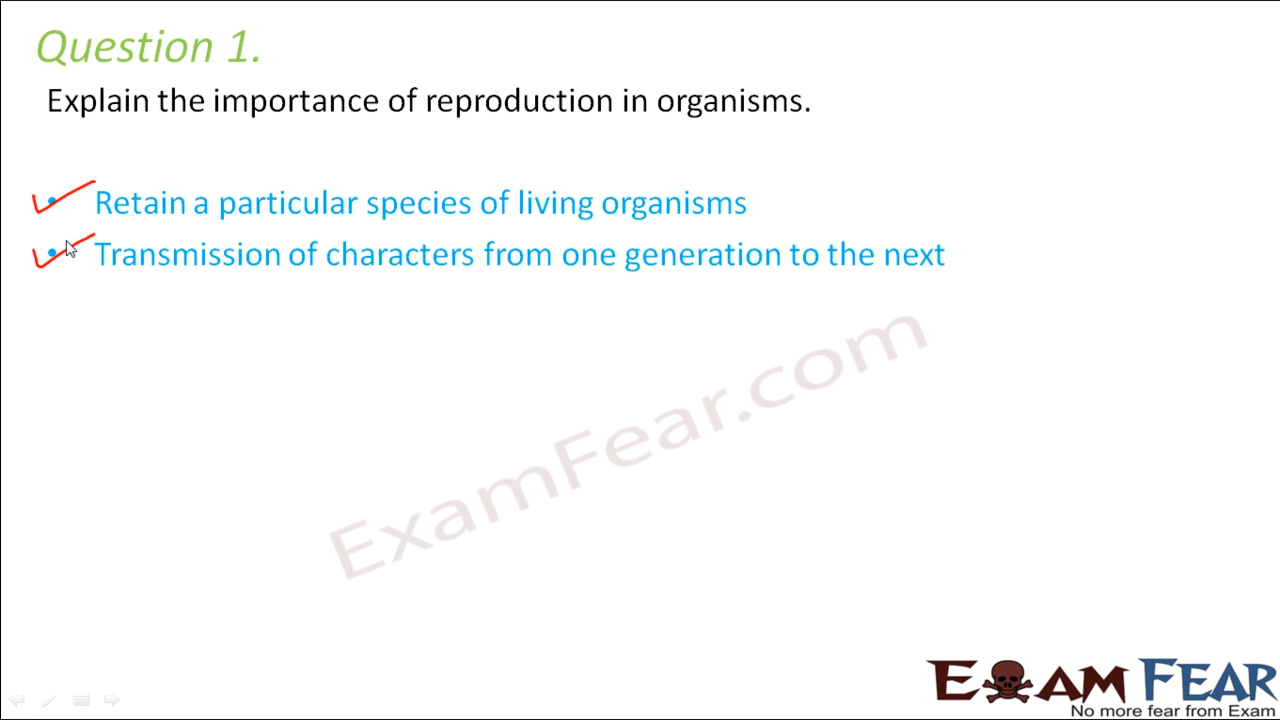 Question 1.
Explain the importance of reproduction in organisms.
• Retain a particular species of living organisms
• Transmission of characters from one generation to the next
ExamFear.com
EXAM FEAR
No more fear from Exam